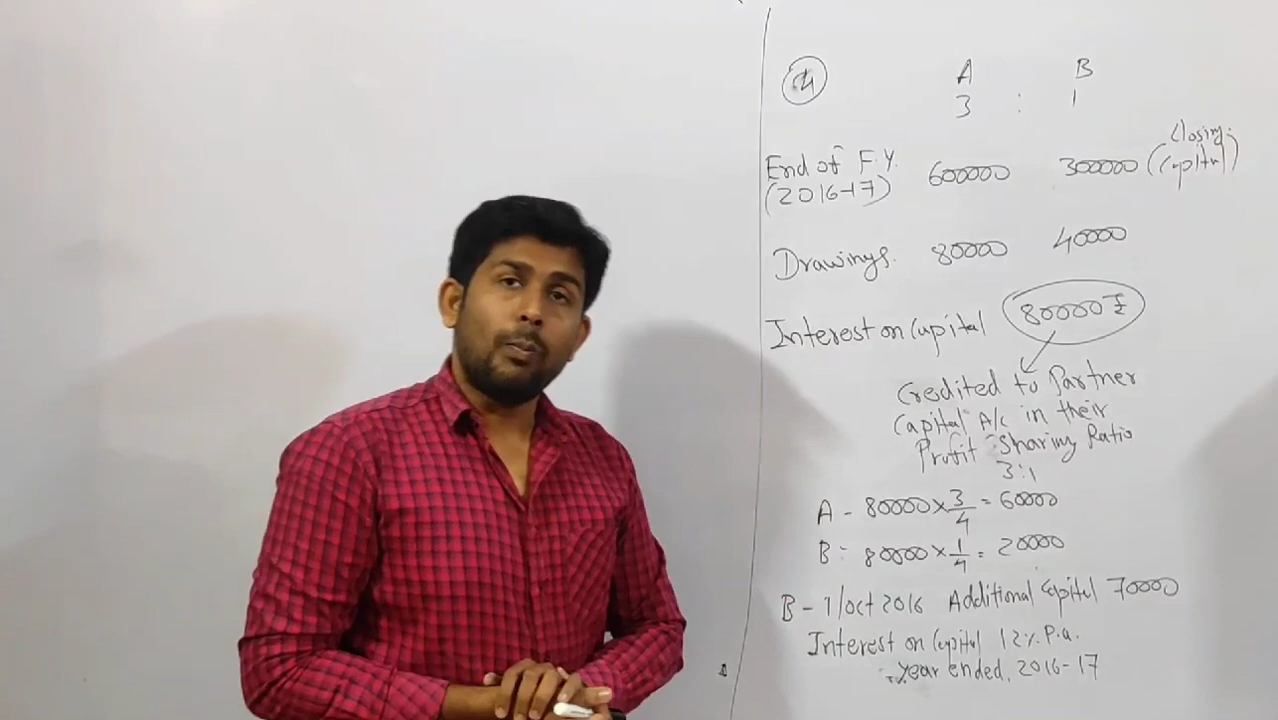 4
A B
3 : 1
End of F.Y. 600000 300000 (Closing Capital)
(2016-17)
Drawings. 80000 40000
Interest on Capital 80000 ₹
Credited to Partner
Capital A/c in their
Profit Sharing Ratio
3:1
A - 80000 × 3/4 = 60000
B = 80000 × 1/4 = 20000
B - 1/Oct 2016 Additional Capital 70000
Interest on Capital 12%.P.a.
Year ended, 2016-17